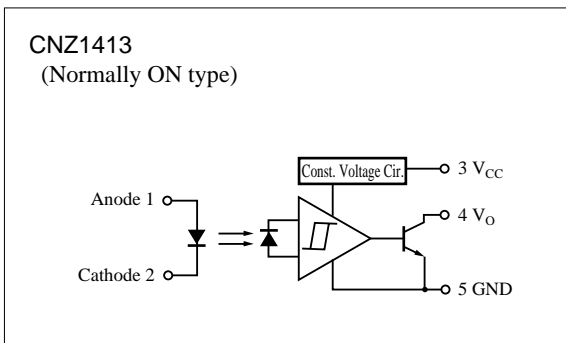 CNZ1413
(Normally ON type)
Const. Voltage Cir.
3 VCC
Anode 1
4 VO
Cathode 2
5 GND